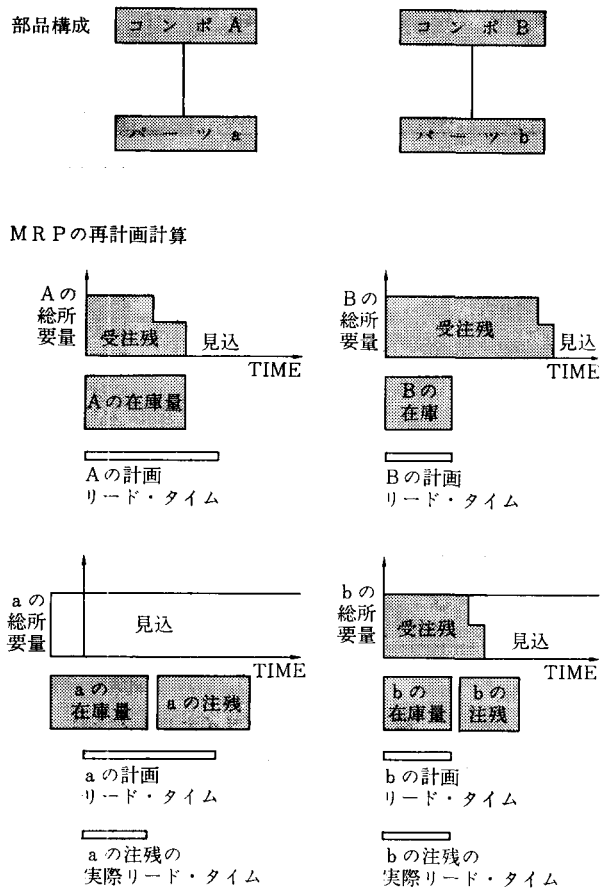 部品構成
コンポA
コンポB
パーツa
パーツb
MRPの再計画計算
Aの
総所
要量
受注残
見込
TIME
Aの在庫量
Aの計画
リード・タイム
Bの
総所
要量
受注残
見込
TIME
Bの
在庫
Bの計画
リード・タイム
aの
総所
要量
見込
TIME
aの
在庫量
aの注残
aの計画
リード・タイム
aの注残の
実際リード・タイム
bの
総所
要量
受注残
見込
TIME
bの
在庫量
bの
注残
bの計画
リード・タイム
bの注残の
実際リード・タイム